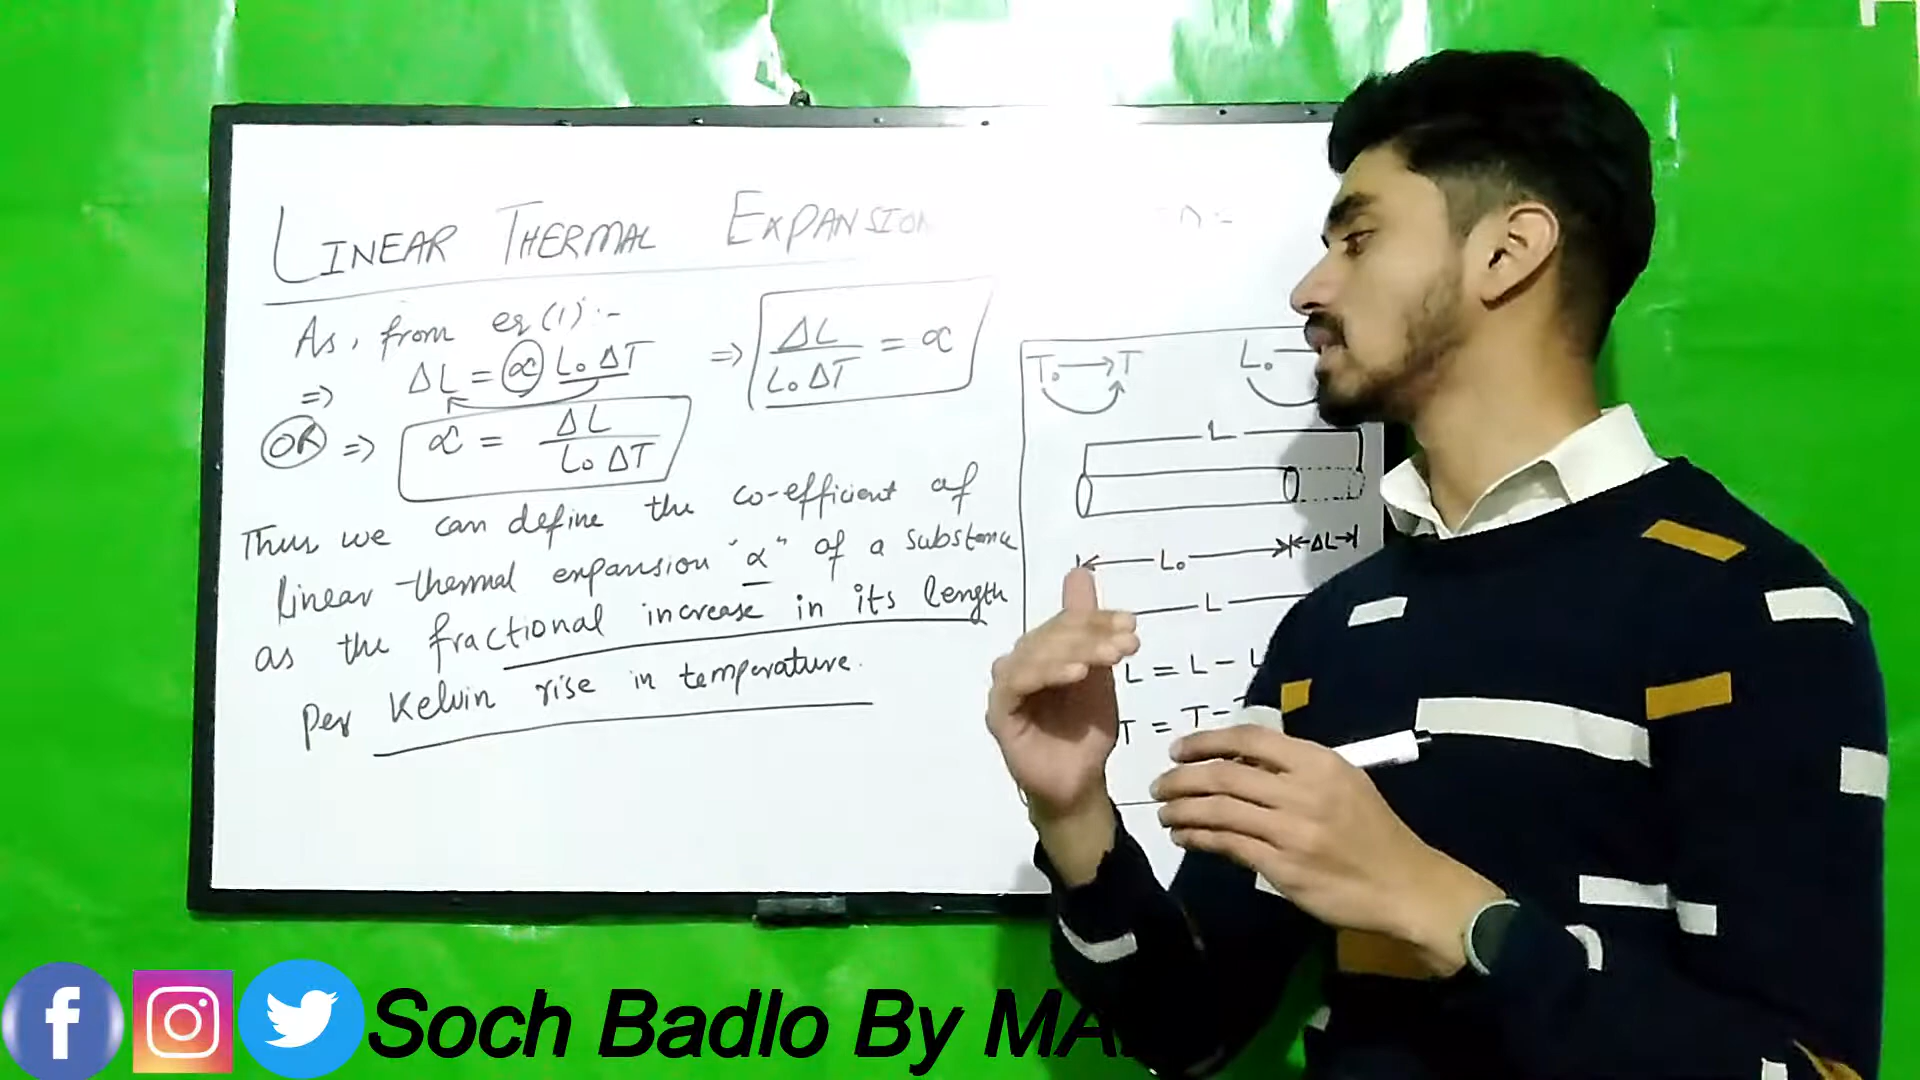 LINEAR THERMAL EXPANSION
As, from eq (1):-
=> ΔL = α L₀ ΔT => ΔL / L₀ ΔT = α
OR => α = ΔL / L₀ ΔT
Thus we can define the co-efficient of
linear-thermal expansion "α" of a substance
as the fractional increase in its length
per Kelvin rise in temperature.
T₀ → T
L₀
L
L₀ ΔL
L
L = L -
T = T -
Soch Badlo By MA
f